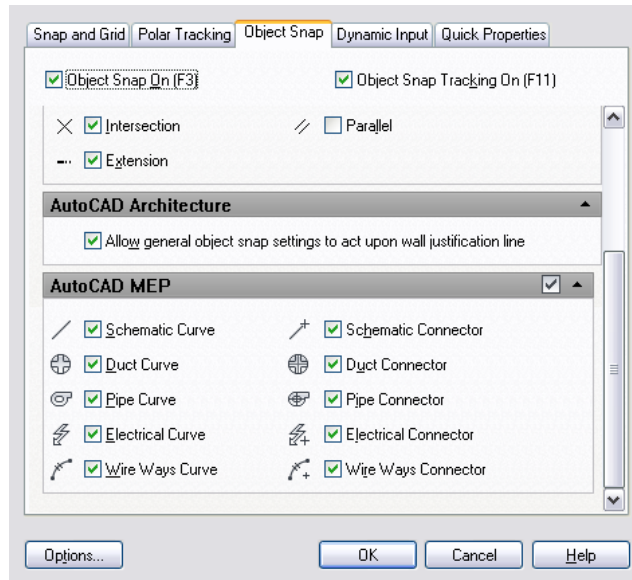 Snap and Grid Polar Tracking Object Snap Dynamic Input Quick Properties
Object Snap On (F3) Object Snap Tracking On (F11)
Intersection Parallel
Extension
AutoCAD Architecture
Allow general object snap settings to act upon wall justification line
AutoCAD MEP
Schematic Curve Schematic Connector
Duct Curve Duct Connector
Pipe Curve Pipe Connector
Electrical Curve Electrical Connector
Wire Ways Curve Wire Ways Connector
Options... OK Cancel Help